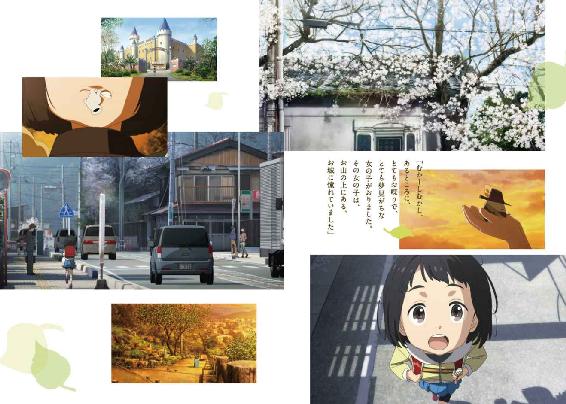 「むかーしむかし、
あるところに、
とてもお喋りで、
とても夢見がちな
女の子がおりました。
その女の子は、
お山の上にある、
お城に憧れていました」